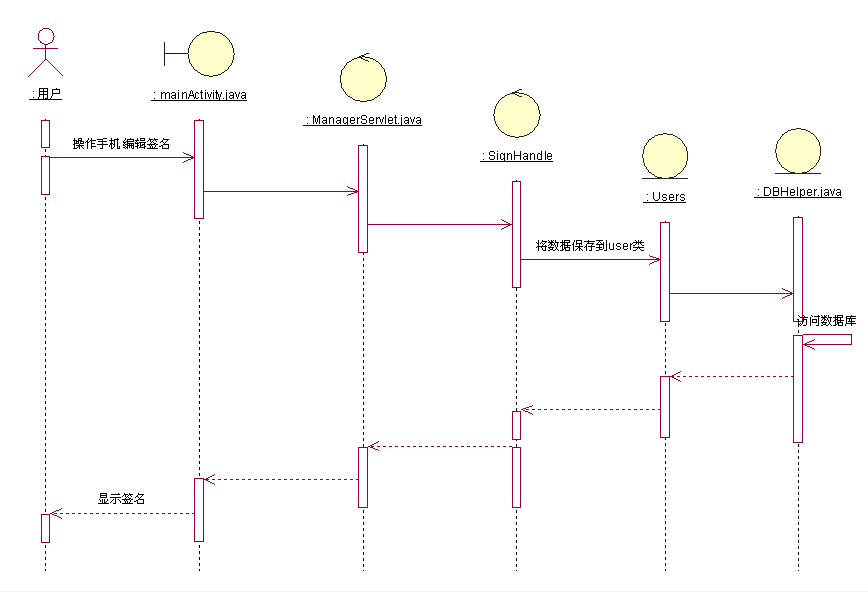 : 用户
: mainActivity.java
: ManagerServlet.java
: SignHandle
: Users
: DBHelper.java
操作手机 编辑签名
将数据保存到user类
访问数据库
显示签名